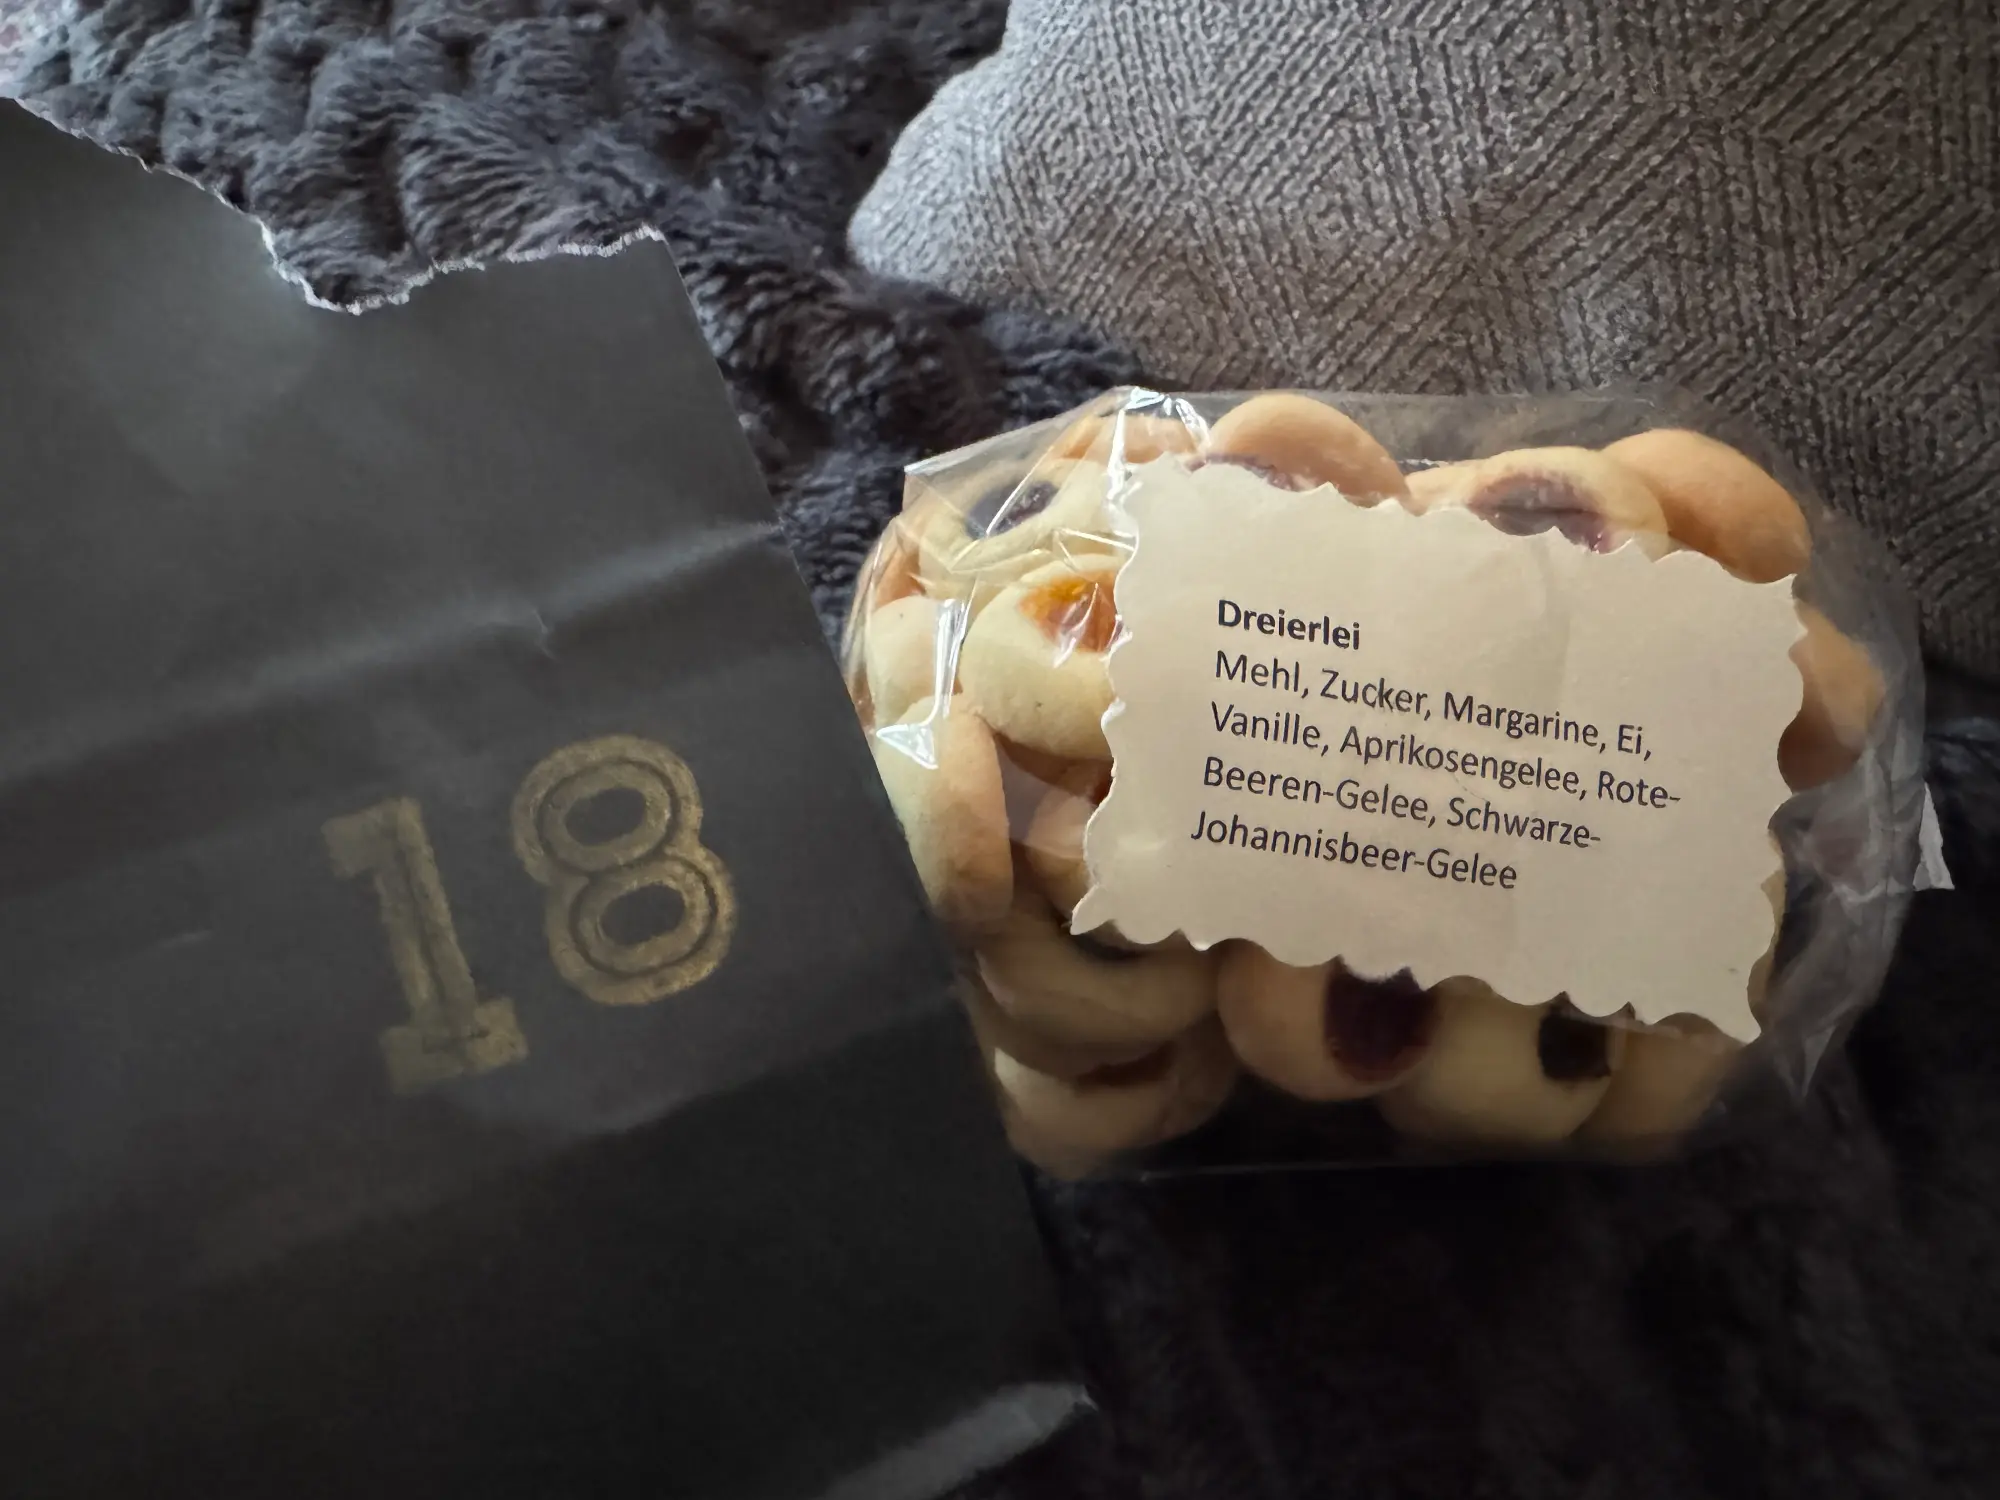 18
Dreierlei
Mehl, Zucker, Margarine, Ei,
Vanille, Aprikosengelee, Rote-
Beeren-Gelee, Schwarze-
Johannisbeer-Gelee